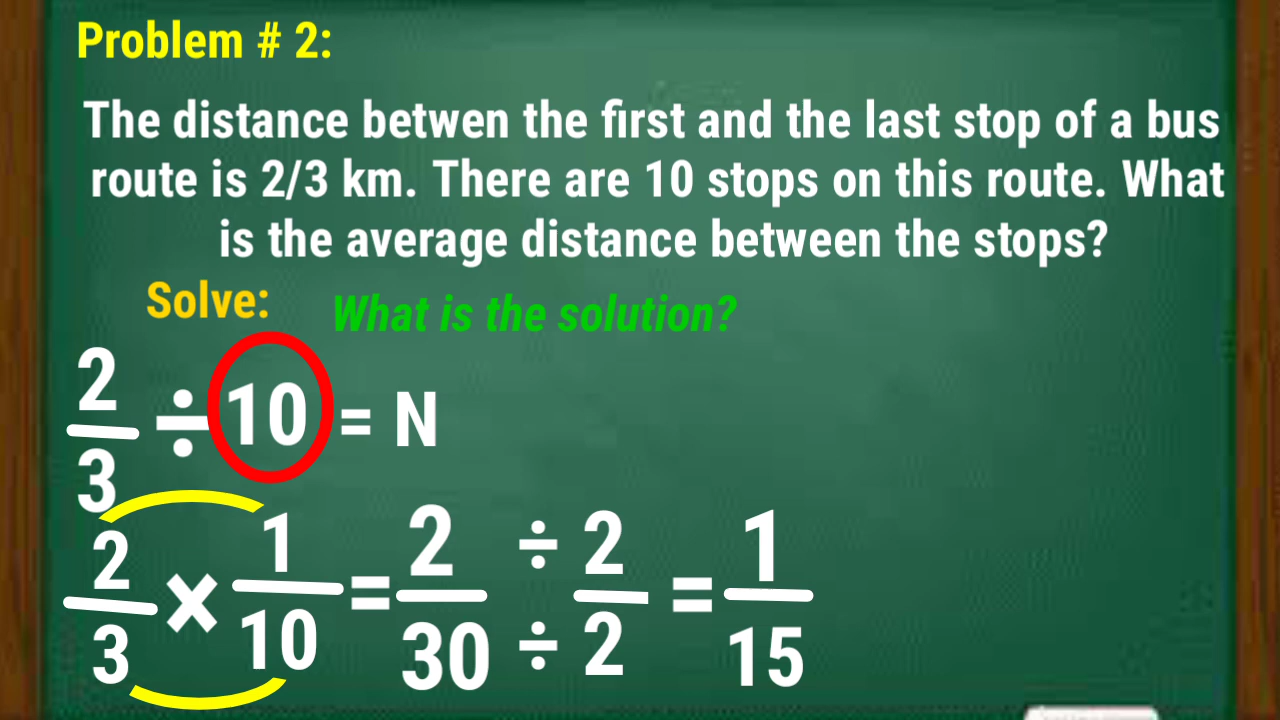 Problem # 2:
The distance betwen the first and the last stop of a bus
route is 2/3 km. There are 10 stops on this route. What
is the average distance between the stops?
Solve:
What is the solution?
2/3 ÷ 10 = N
2/3 × 1/10 = 2/30 ÷ 2/÷ 2 = 1/15